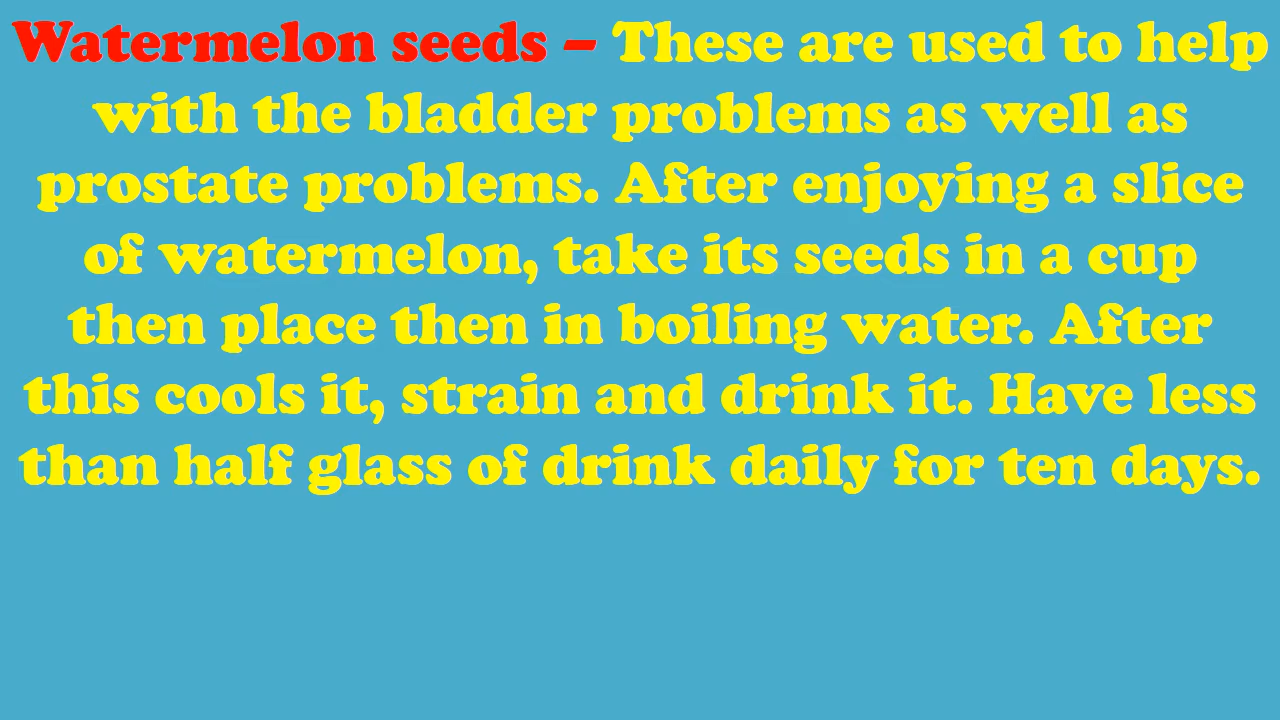 Watermelon seeds – These are used to help
with the bladder problems as well as
prostate problems. After enjoying a slice
of watermelon, take its seeds in a cup
then place then in boiling water. After
this cools it, strain and drink it. Have less
than half glass of drink daily for ten days.